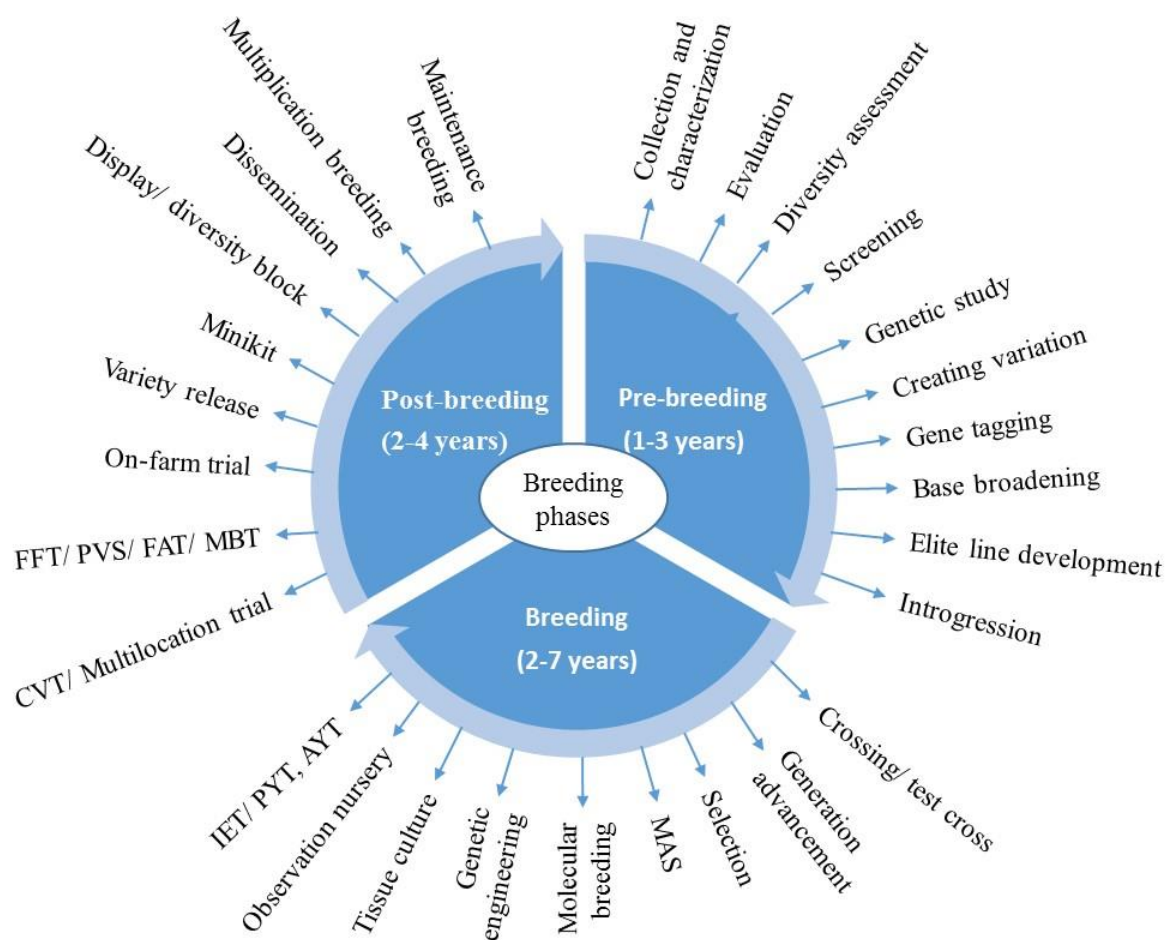 Breeding
phases
Pre-breeding
(1-3 years)
Collection and
characterization
Evaluation
Diversity assessment
Screening
Genetic study
Creating variation
Gene tagging
Base broadening
Elite line development
Introgression
Breeding
(2-7 years)
Crossing/ test cross
Generation
advancement
Selection
MAS
Molecular
breeding
Genetic
engineering
Tissue culture
Observation nursery
IET/ PYT, AYT
Post-breeding
(2-4 years)
CVT/ Multilocation trial
FFT/ PVS/ FAT/ MBT
On-farm trial
Variety release
Minikit
Display/ diversity block
Dissemination
Multiplication breeding
Maintenance
breeding